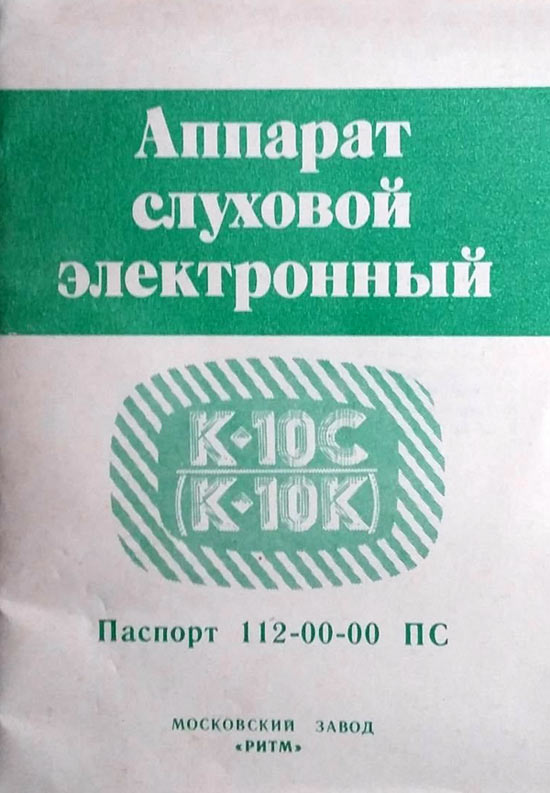 Аппарат
слуховой
электронный
К-10С
(К-10К)
Паспорт 112-00-00 ПС
МОСКОВСКИЙ ЗАВОД
«РИТМ»